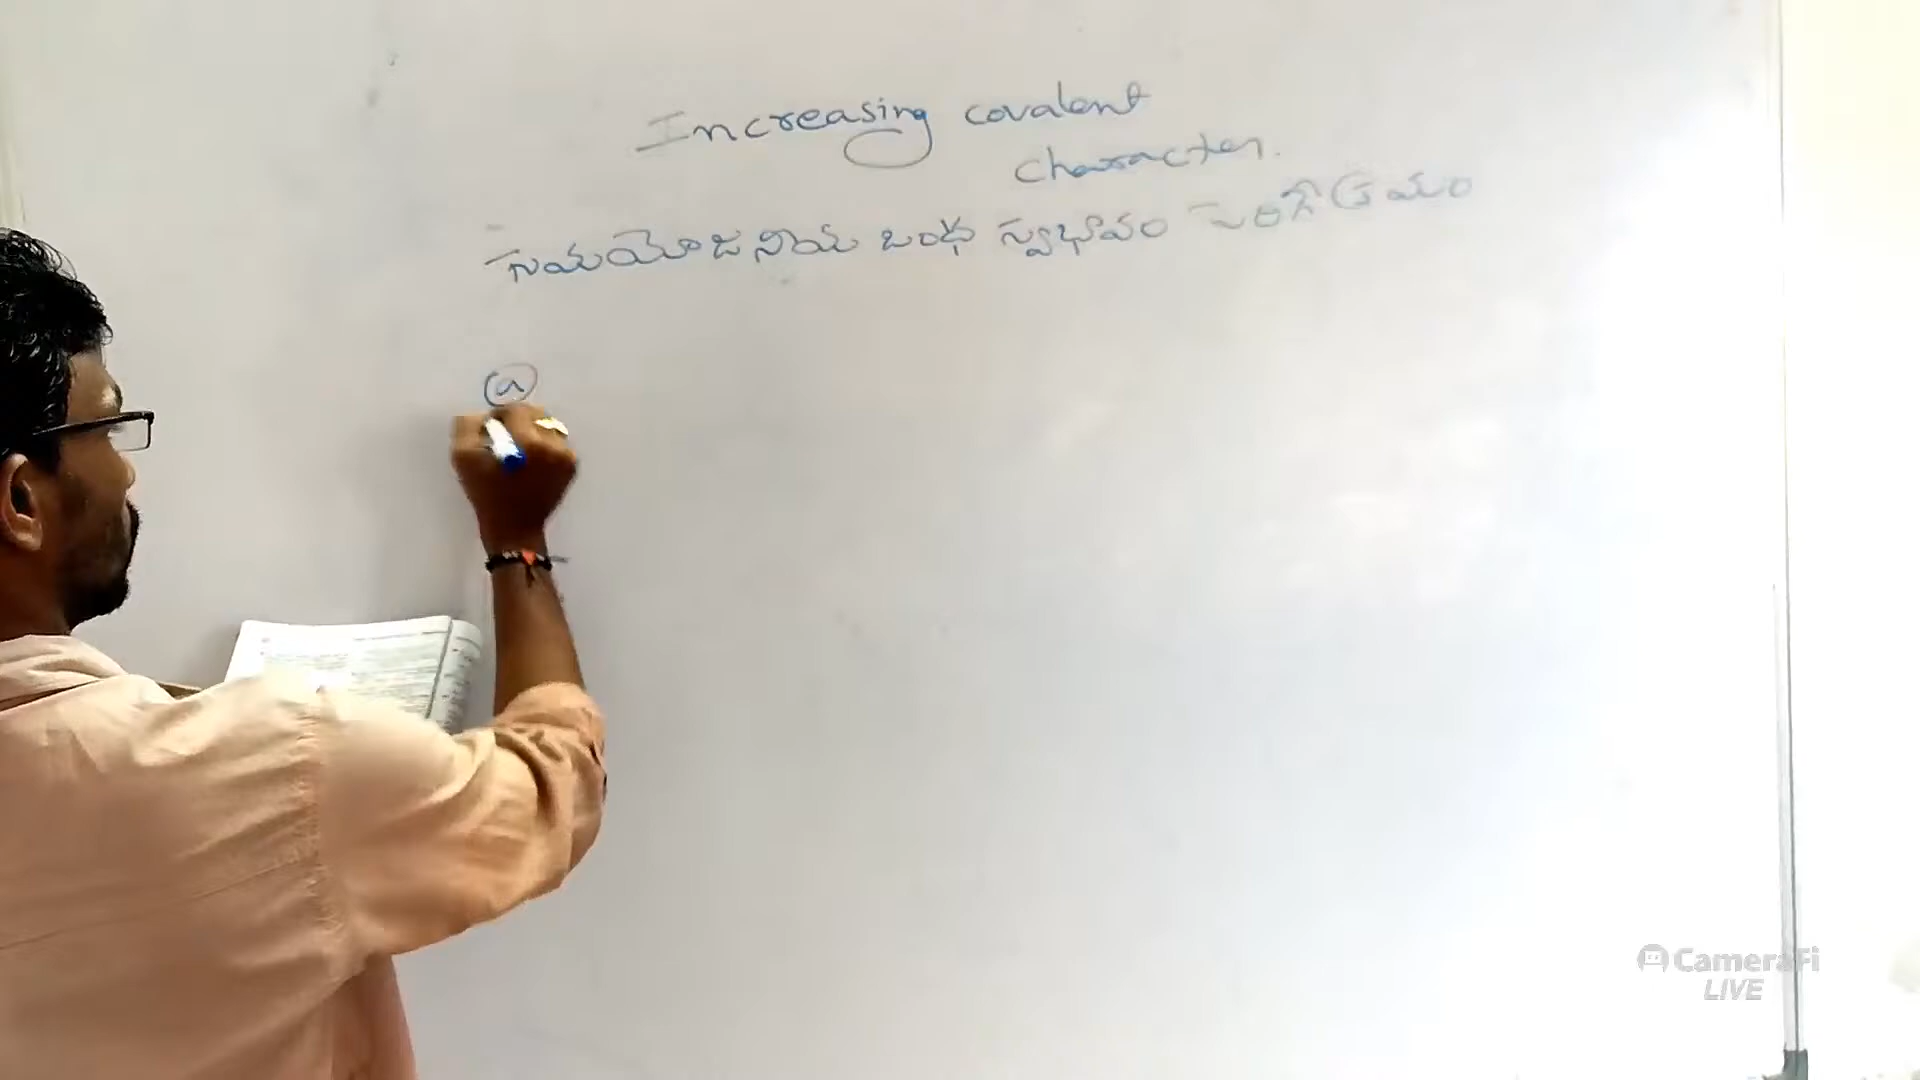 Increasing covalent
character.
సమయోజనీయ బంధ స్వభావం పెరిగే క్రమం
a
CameraFi
LIVE